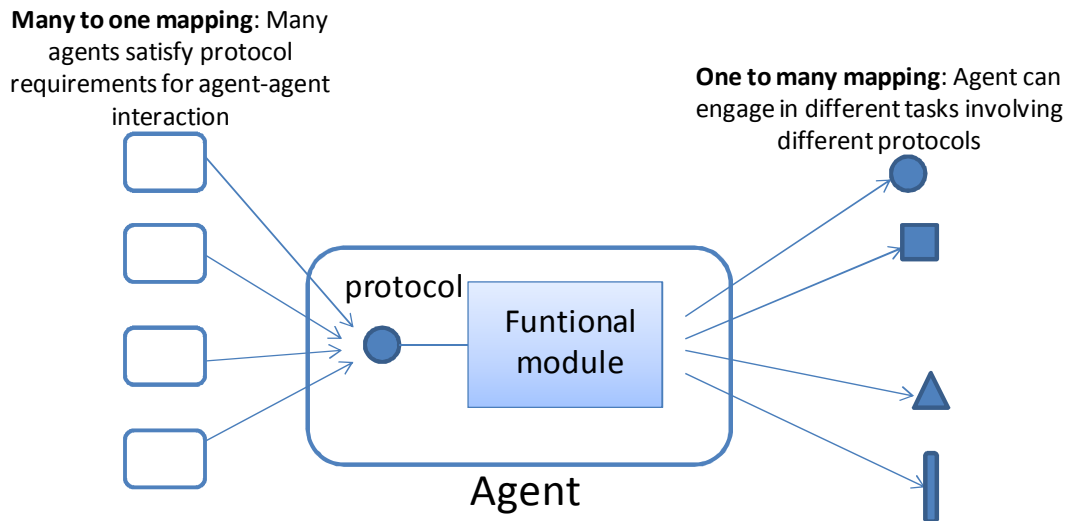 Many to one mapping: Many
agents satisfy protocol
requirements for agent-agent
interaction
One to many mapping: Agent can
engage in different tasks involving
different protocols
protocol
Funtional
module
Agent